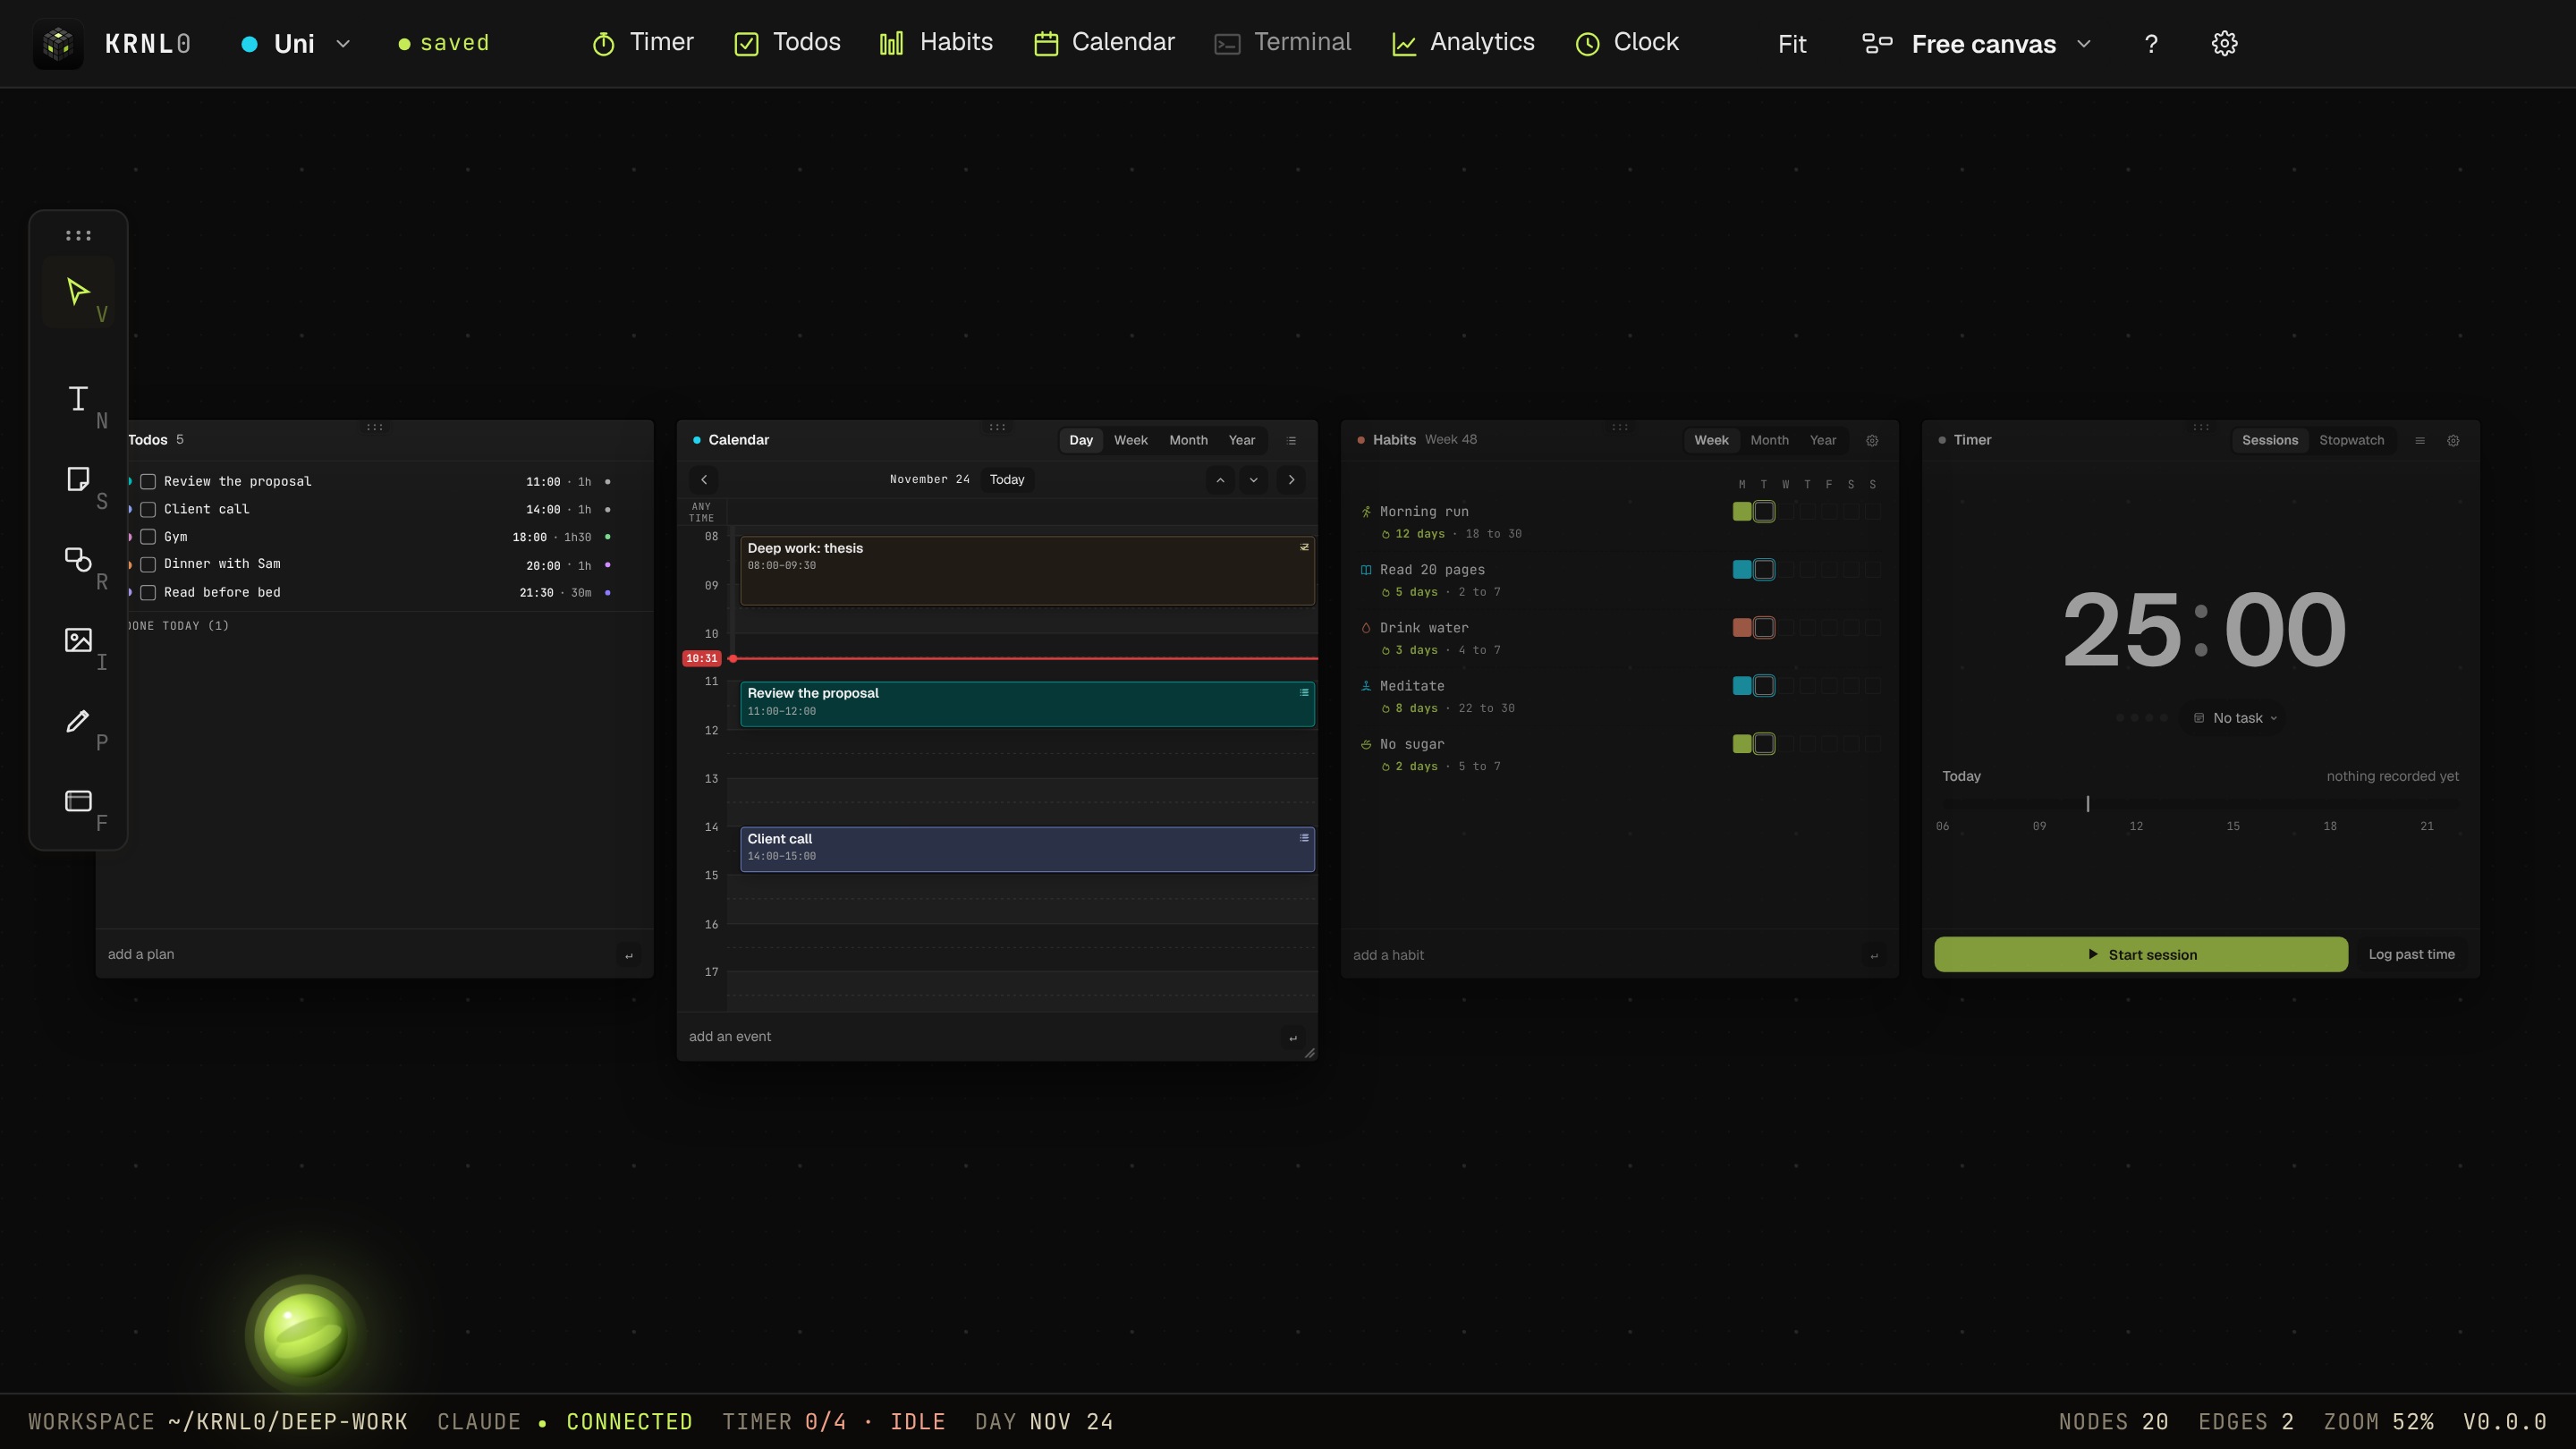 KRNL0 Uni saved Timer Todos Habits Calendar Terminal Analytics Clock Fit Free canvas ?
V
N
S
R
I
P
F
Todos 5
Review the proposal 11:00 · 1h
Client call 14:00 · 1h
Gym 18:00 · 1h30
Dinner with Sam 20:00 · 1h
Read before bed 21:30 · 30m
DONE TODAY (1)
add a plan
Calendar Day Week Month Year
November 24 Today
ANY
TIME
08
Deep work: thesis
08:00–09:30
09
10
10:31
11
Review the proposal
11:00–12:00
12
13
14
Client call
14:00–15:00
15
16
17
add an event
Habits Week 48 Week Month Year
M T W T F S S
Morning run
12 days · 18 to 30
Read 20 pages
5 days · 2 to 7
Drink water
3 days · 4 to 7
Meditate
8 days · 22 to 30
No sugar
2 days · 5 to 7
add a habit
Timer Sessions Stopwatch
25:00
No task
Today nothing recorded yet
06 09 12 15 18 21
Start session Log past time
WORKSPACE ~/KRNL0/DEEP-WORK CLAUDE • CONNECTED TIMER 0/4 · IDLE DAY NOV 24 NODES 20 EDGES 2 ZOOM 52% V0.0.0